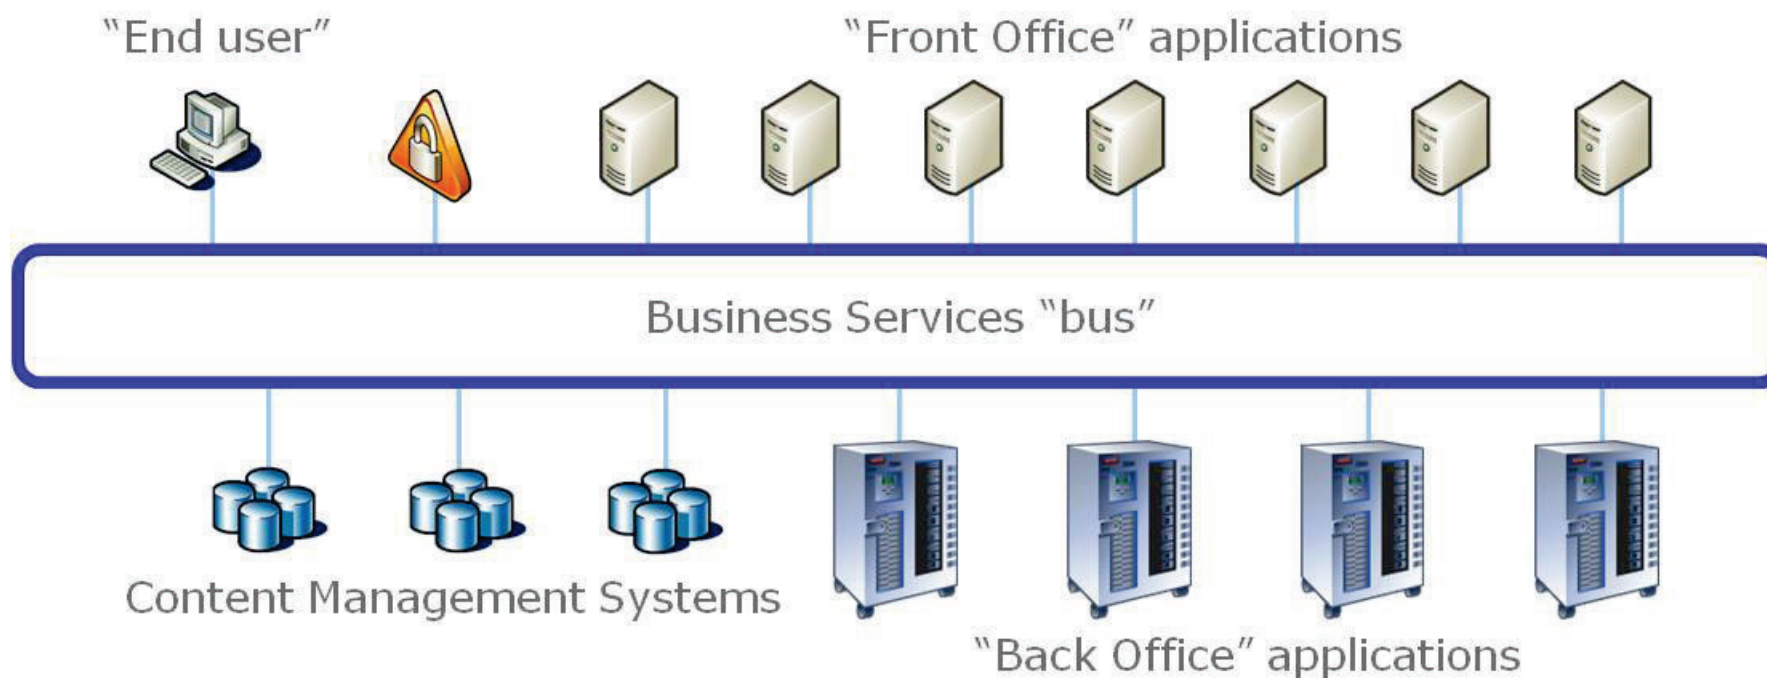 “End user”
“Front Office” applications
Business Services “bus”
Content Management Systems
“Back Office” applications